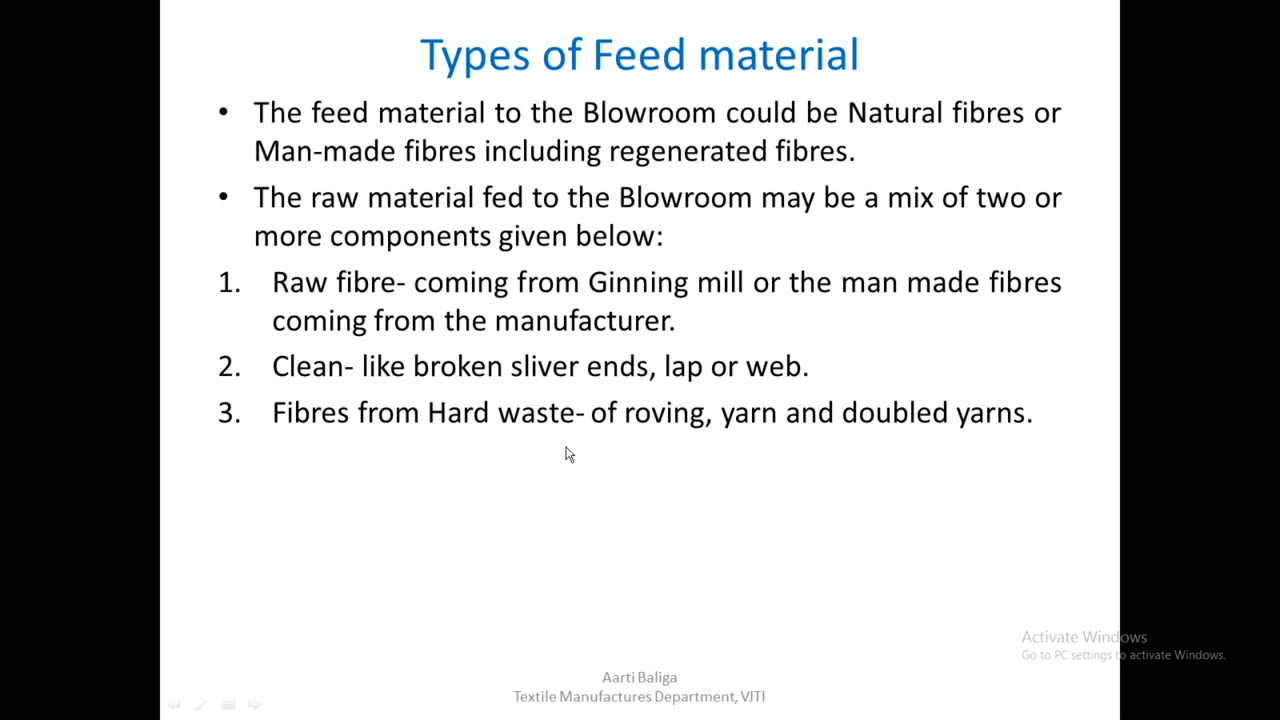 Types of Feed material
• The feed material to the Blowroom could be Natural fibres or
Man-made fibres including regenerated fibres.
• The raw material fed to the Blowroom may be a mix of two or
more components given below:
1. Raw fibre- coming from Ginning mill or the man made fibres
coming from the manufacturer.
2. Clean- like broken sliver ends, lap or web.
3. Fibres from Hard waste- of roving, yarn and doubled yarns.
Activate Windows
Go to PC settings to activate Windows.
Aarti Baliga
Textile Manufactures Department, VJTI